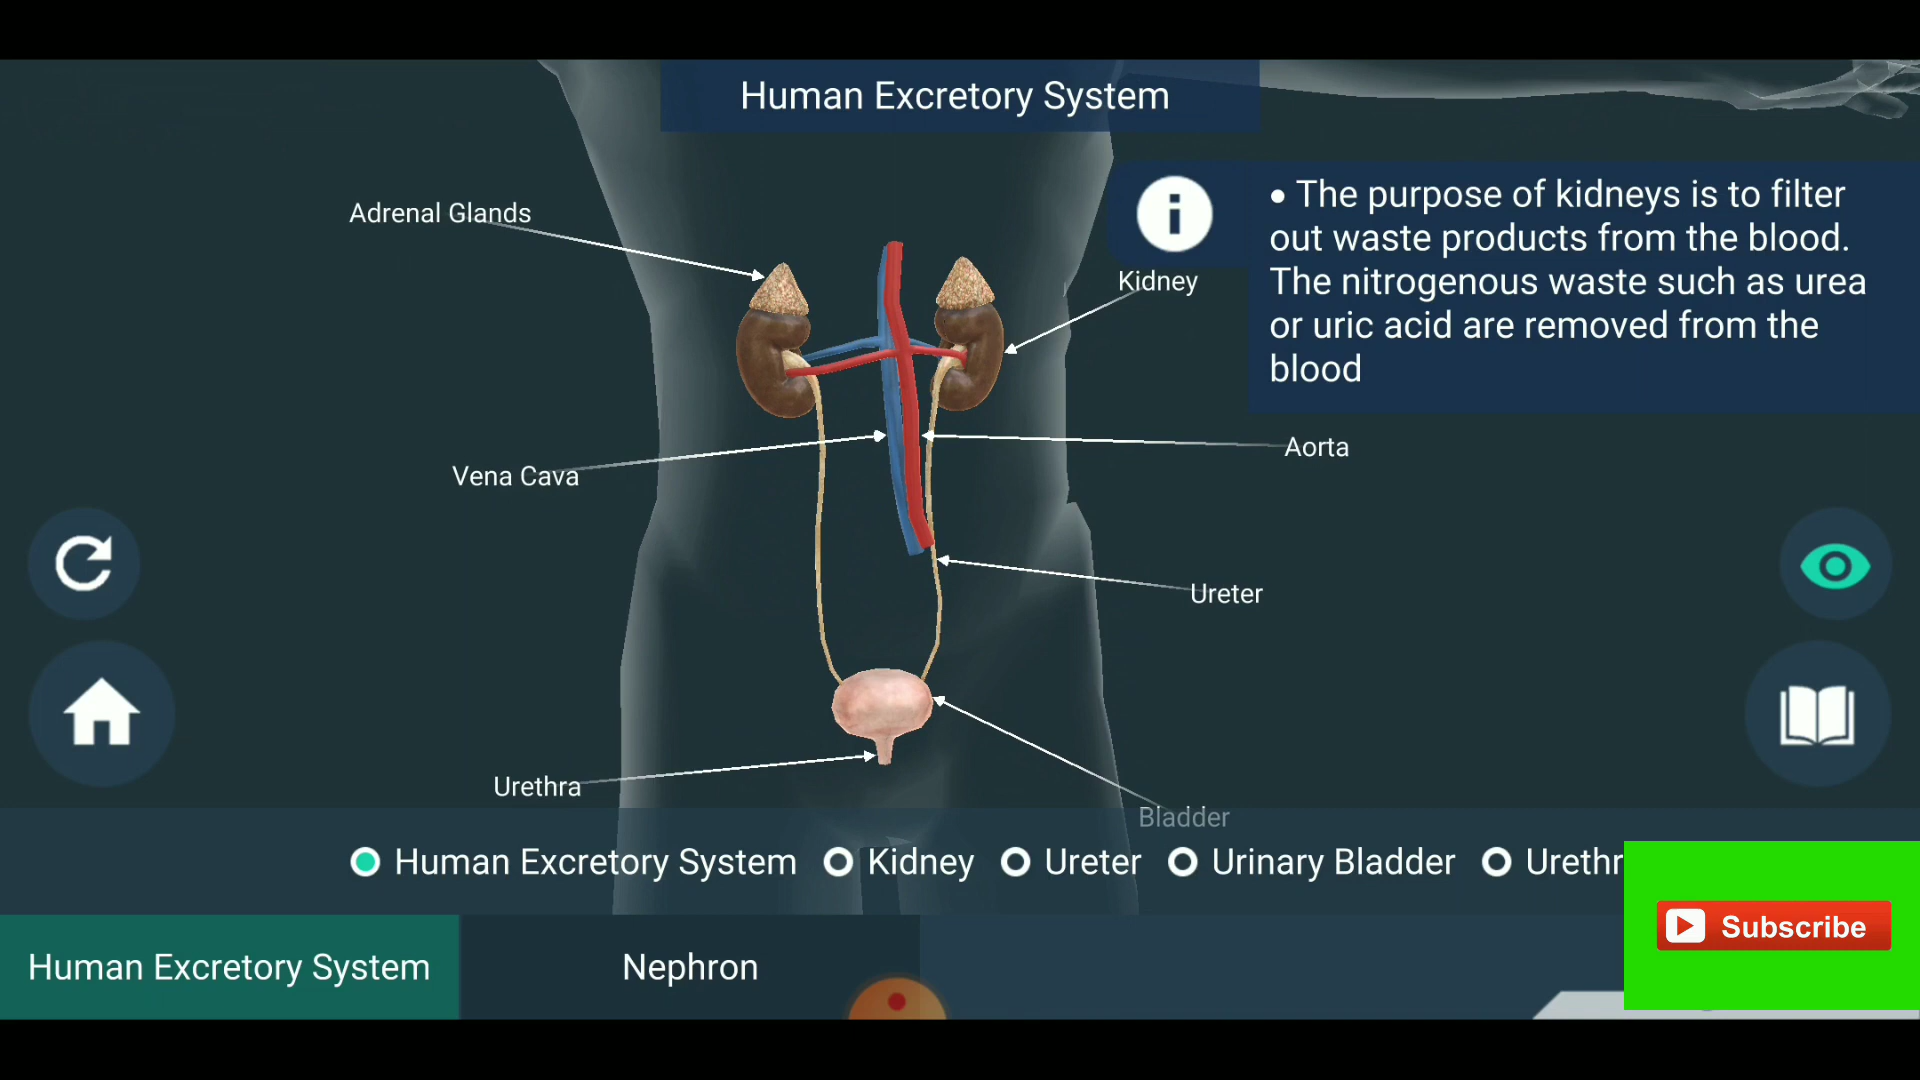 Human Excretory System
Adrenal Glands
• The purpose of kidneys is to filter
out waste products from the blood.
The nitrogenous waste such as urea
or uric acid are removed from the
blood
Kidney
Aorta
Vena Cava
Ureter
Urethra
Bladder
Human Excretory System Kidney Ureter Urinary Bladder Urethr
Subscribe
Human Excretory System Nephron